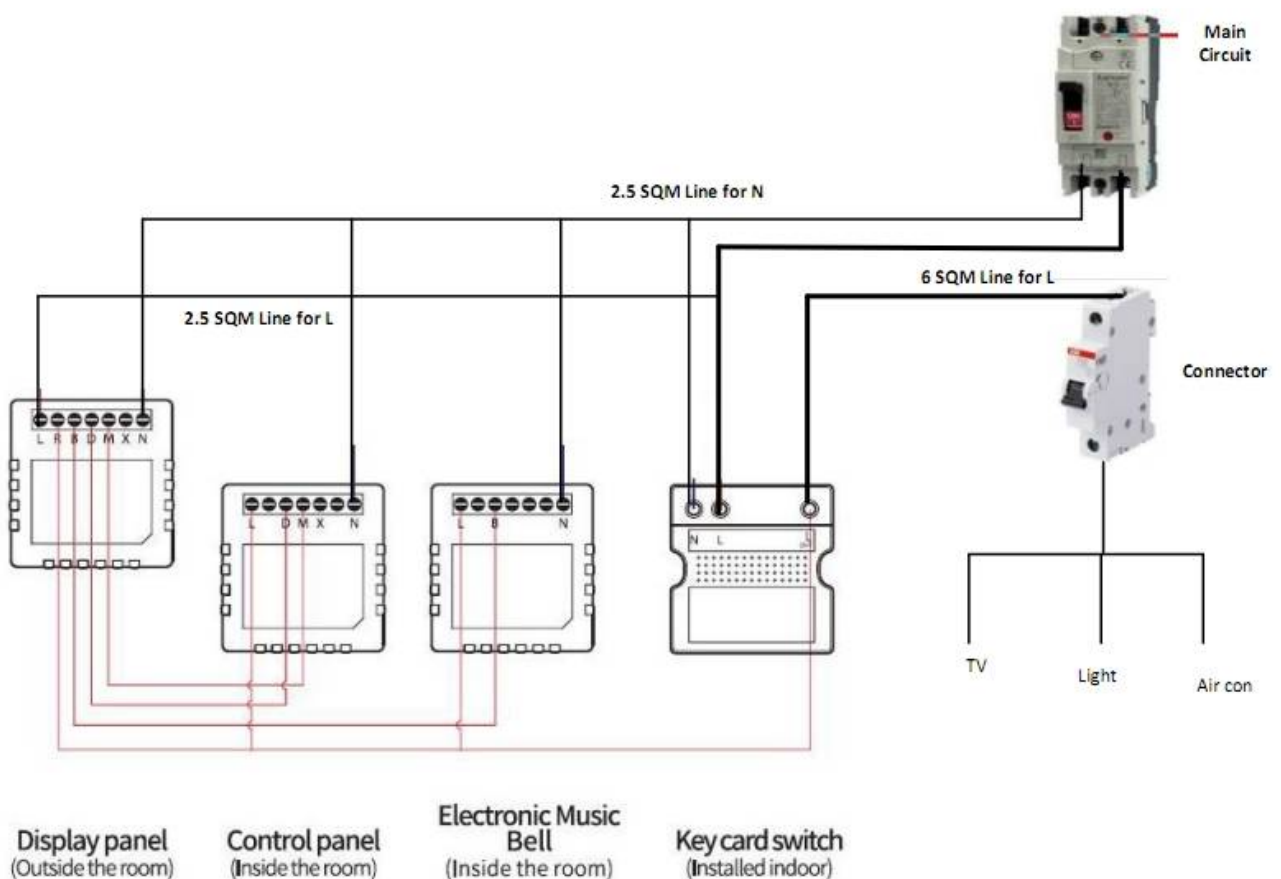 Main
Circuit
2.5 SQM Line for N
6 SQM Line for L
2.5 SQM Line for L
Connector
L R B D M X N
L D M X N
L B N
N L
TV
Light
Air con
Display panel
(Outside the room)
Control panel
(Inside the room)
Electronic Music
Bell
(Inside the room)
Key card switch
(Installed indoor)